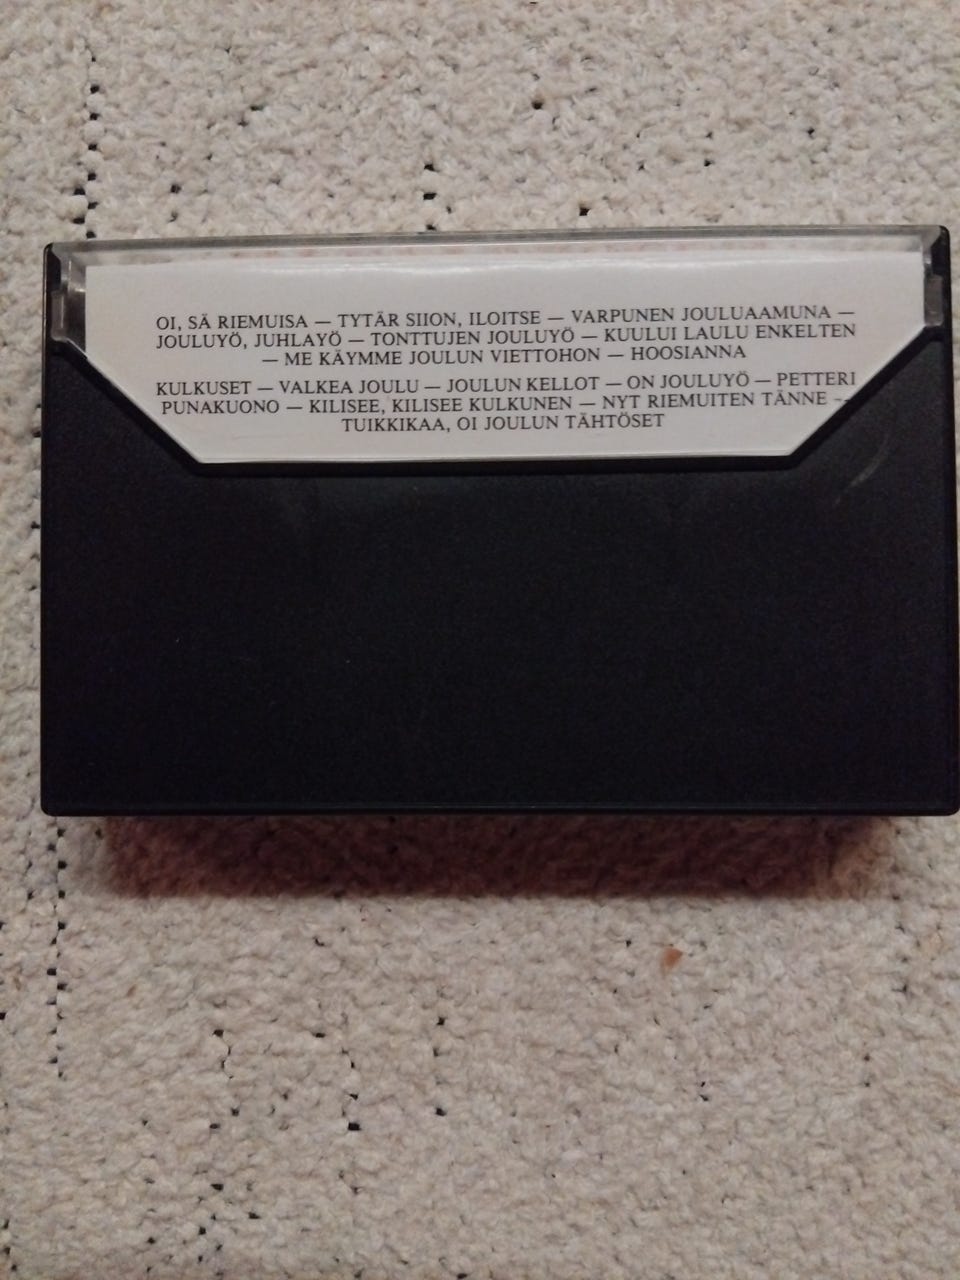 OI, SÄ RIEMUISA — TYTÄR SIION, ILOITSE — VARPUNEN JOULUAAMUNA —
JOULUYÖ, JUHLAYÖ — TONTTUJEN JOULUYÖ — KUULUI LAULU ENKELTEN
— ME KÄYMME JOULUN VIETTOHON — HOOSIANNA
KULKUSET — VALKEA JOULU — JOULUN KELLOT — ON JOULUYÖ — PETTERI
PUNAKUONO — KILISEE, KILISEE KULKUNEN — NYT RIEMUITEN TÄNNE —
TUIKKIKAA, OI JOULUN TÄHTÖSET